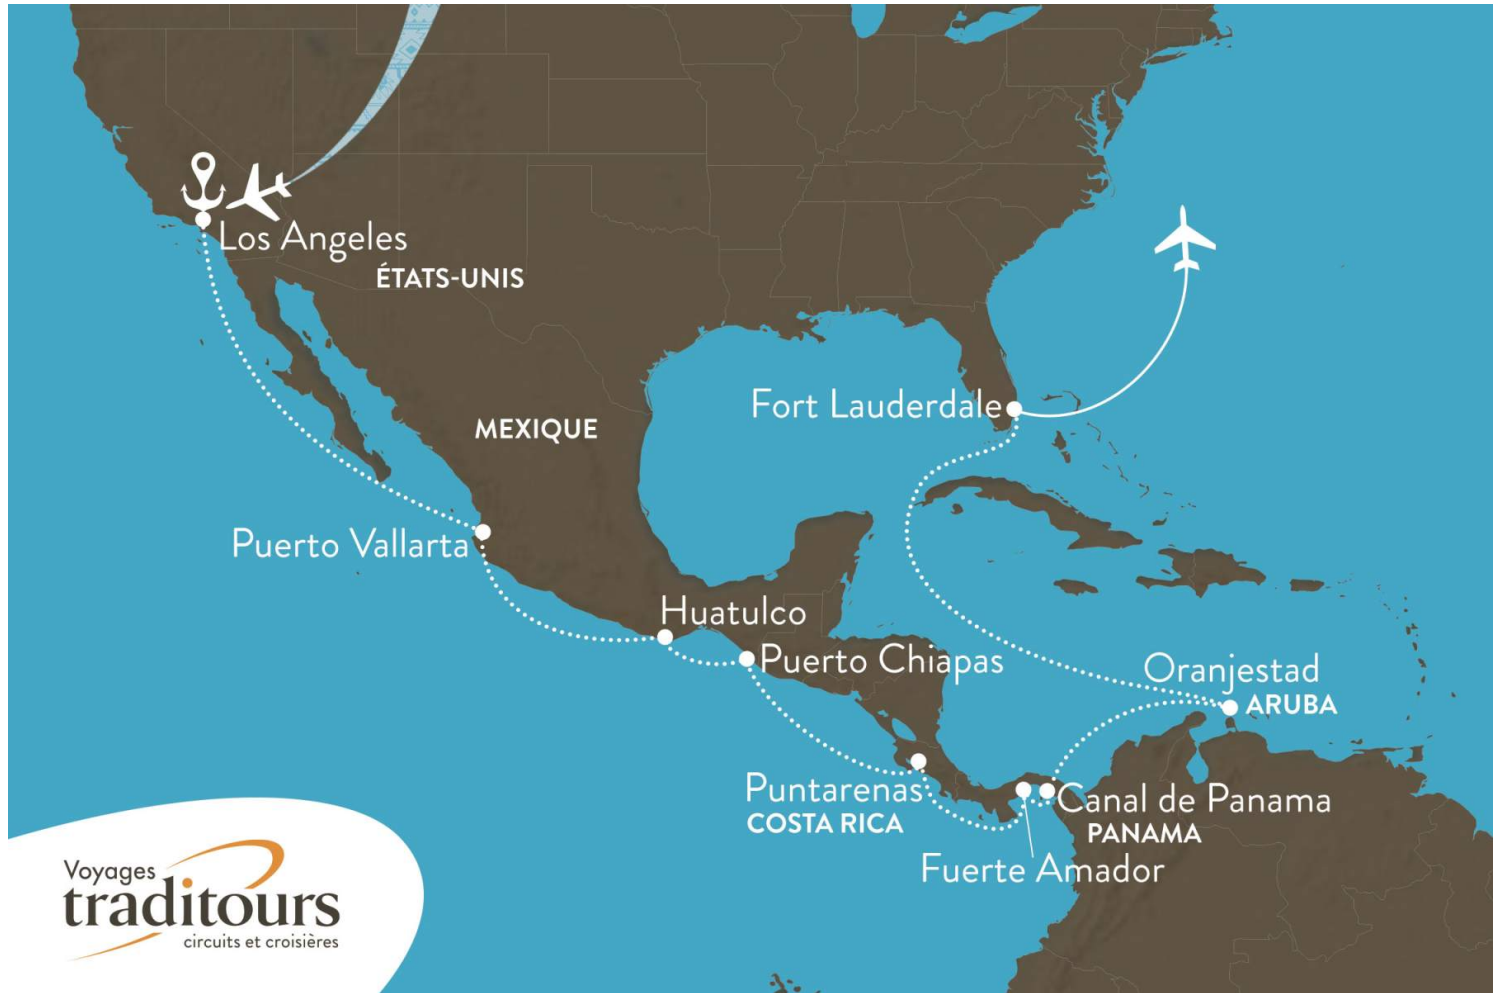 Los Angeles
ÉTATS-UNIS
Fort Lauderdale
MEXIQUE
Puerto Vallarta
Huatulco
Puerto Chiapas
Oranjestad
ARUBA
Puntarenas
COSTA RICA
Canal de Panama
PANAMA
Fuerte Amador
Voyages
traditours
circuits et croisières